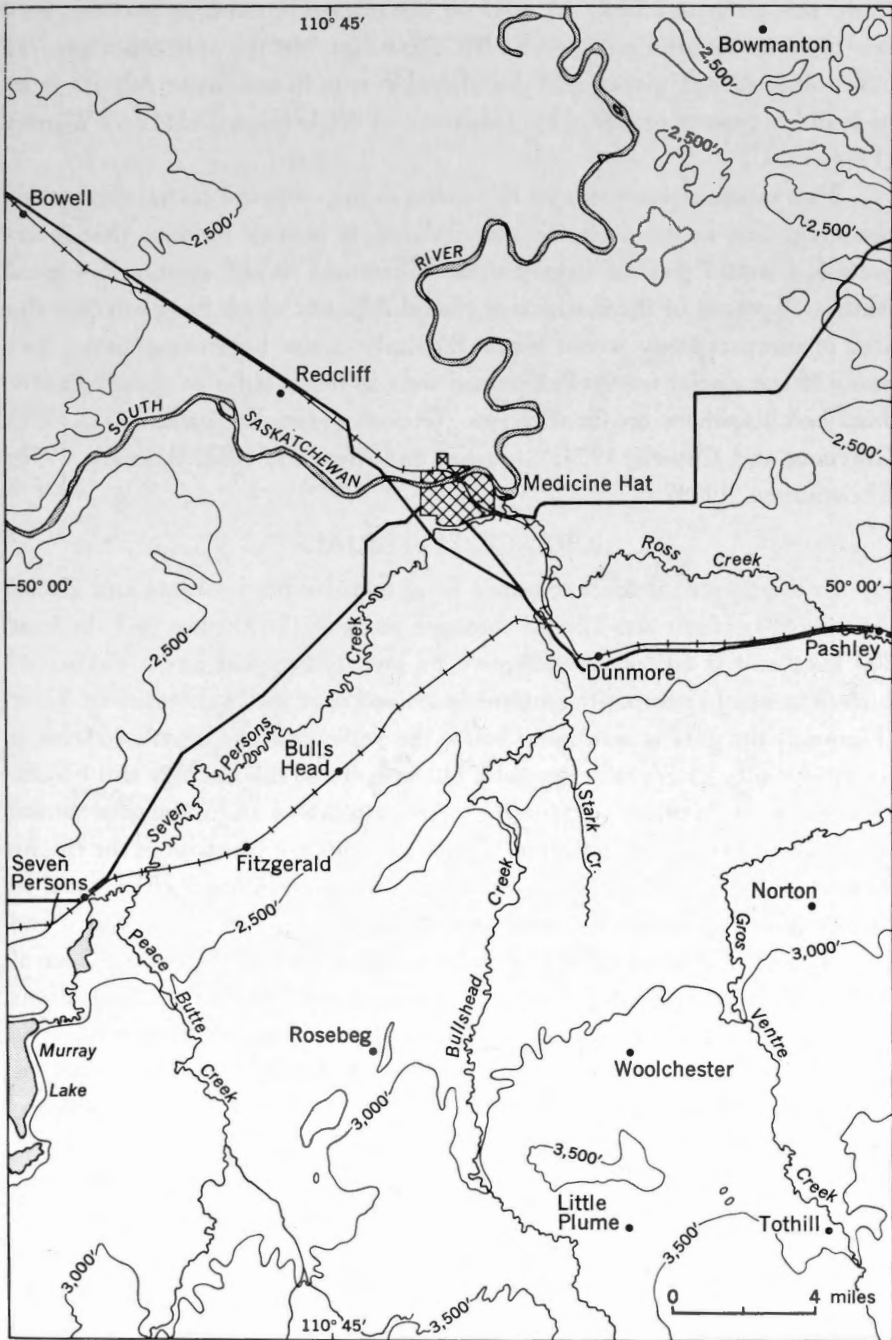 110° 45'
Bowmanton
2,500'
2,500'
2,500'
Bowell
2,500'
RIVER
Redcliff
SOUTH
SASKATCHEWAN
2,500'
Medicine Hat
Ross
Creek
50° 00'
50° 00'
Creek
Pashley
Dunmore
2,500'
Persons
Bulls
Head
Seven
Stark Cr.
Fitzgerald
Seven
Persons
Creek
Norton
2,500'
Gros
3,000'
Peace
Butte
Bullshead
Ventre
Rosebeg
Woolchester
Murray
Lake
Creek
3,000'
3,500'
Creek
Little
Plume
Tothill
3,500'
3,000'
0 4 miles
3,500'
110° 45'